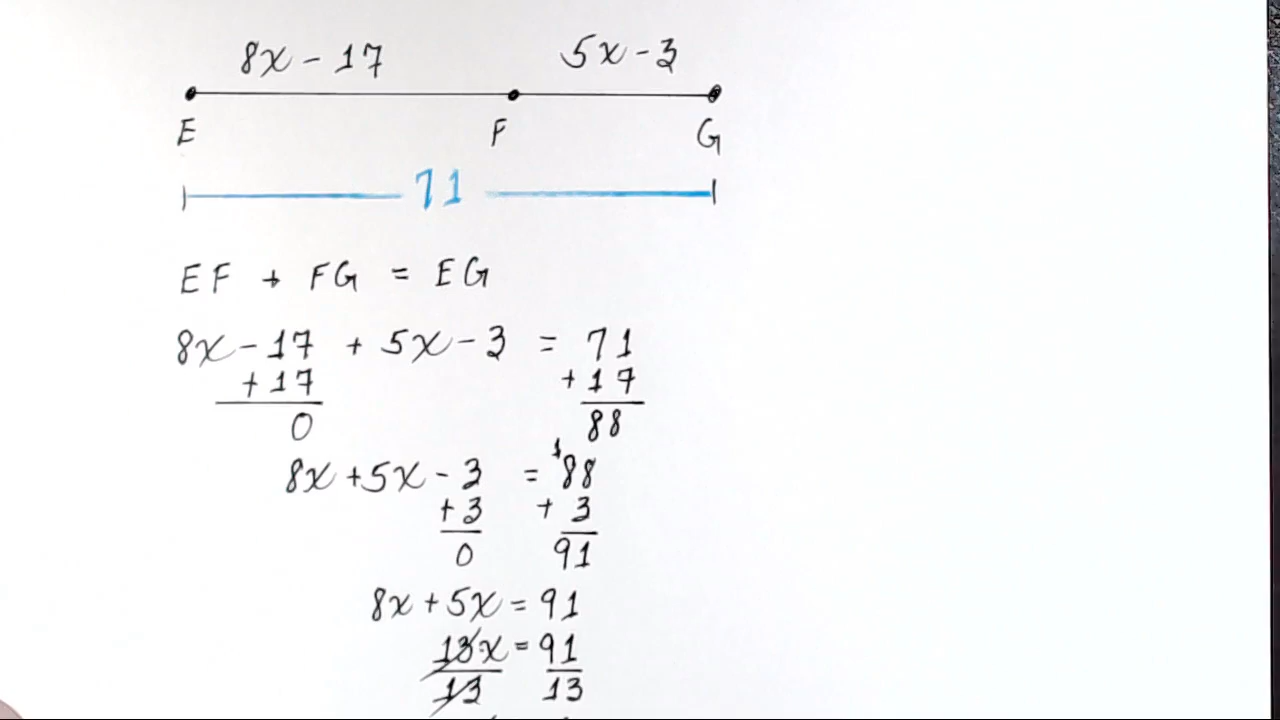 8x - 17 5x - 3
E F G
71
EF + FG = EG
8x - 17 + 5x - 3 = 71
+ 17 + 17
0 88
1
8x + 5x - 3 = 88
+ 3 + 3
0 91
8x + 5x = 91
13x = 91
13 13